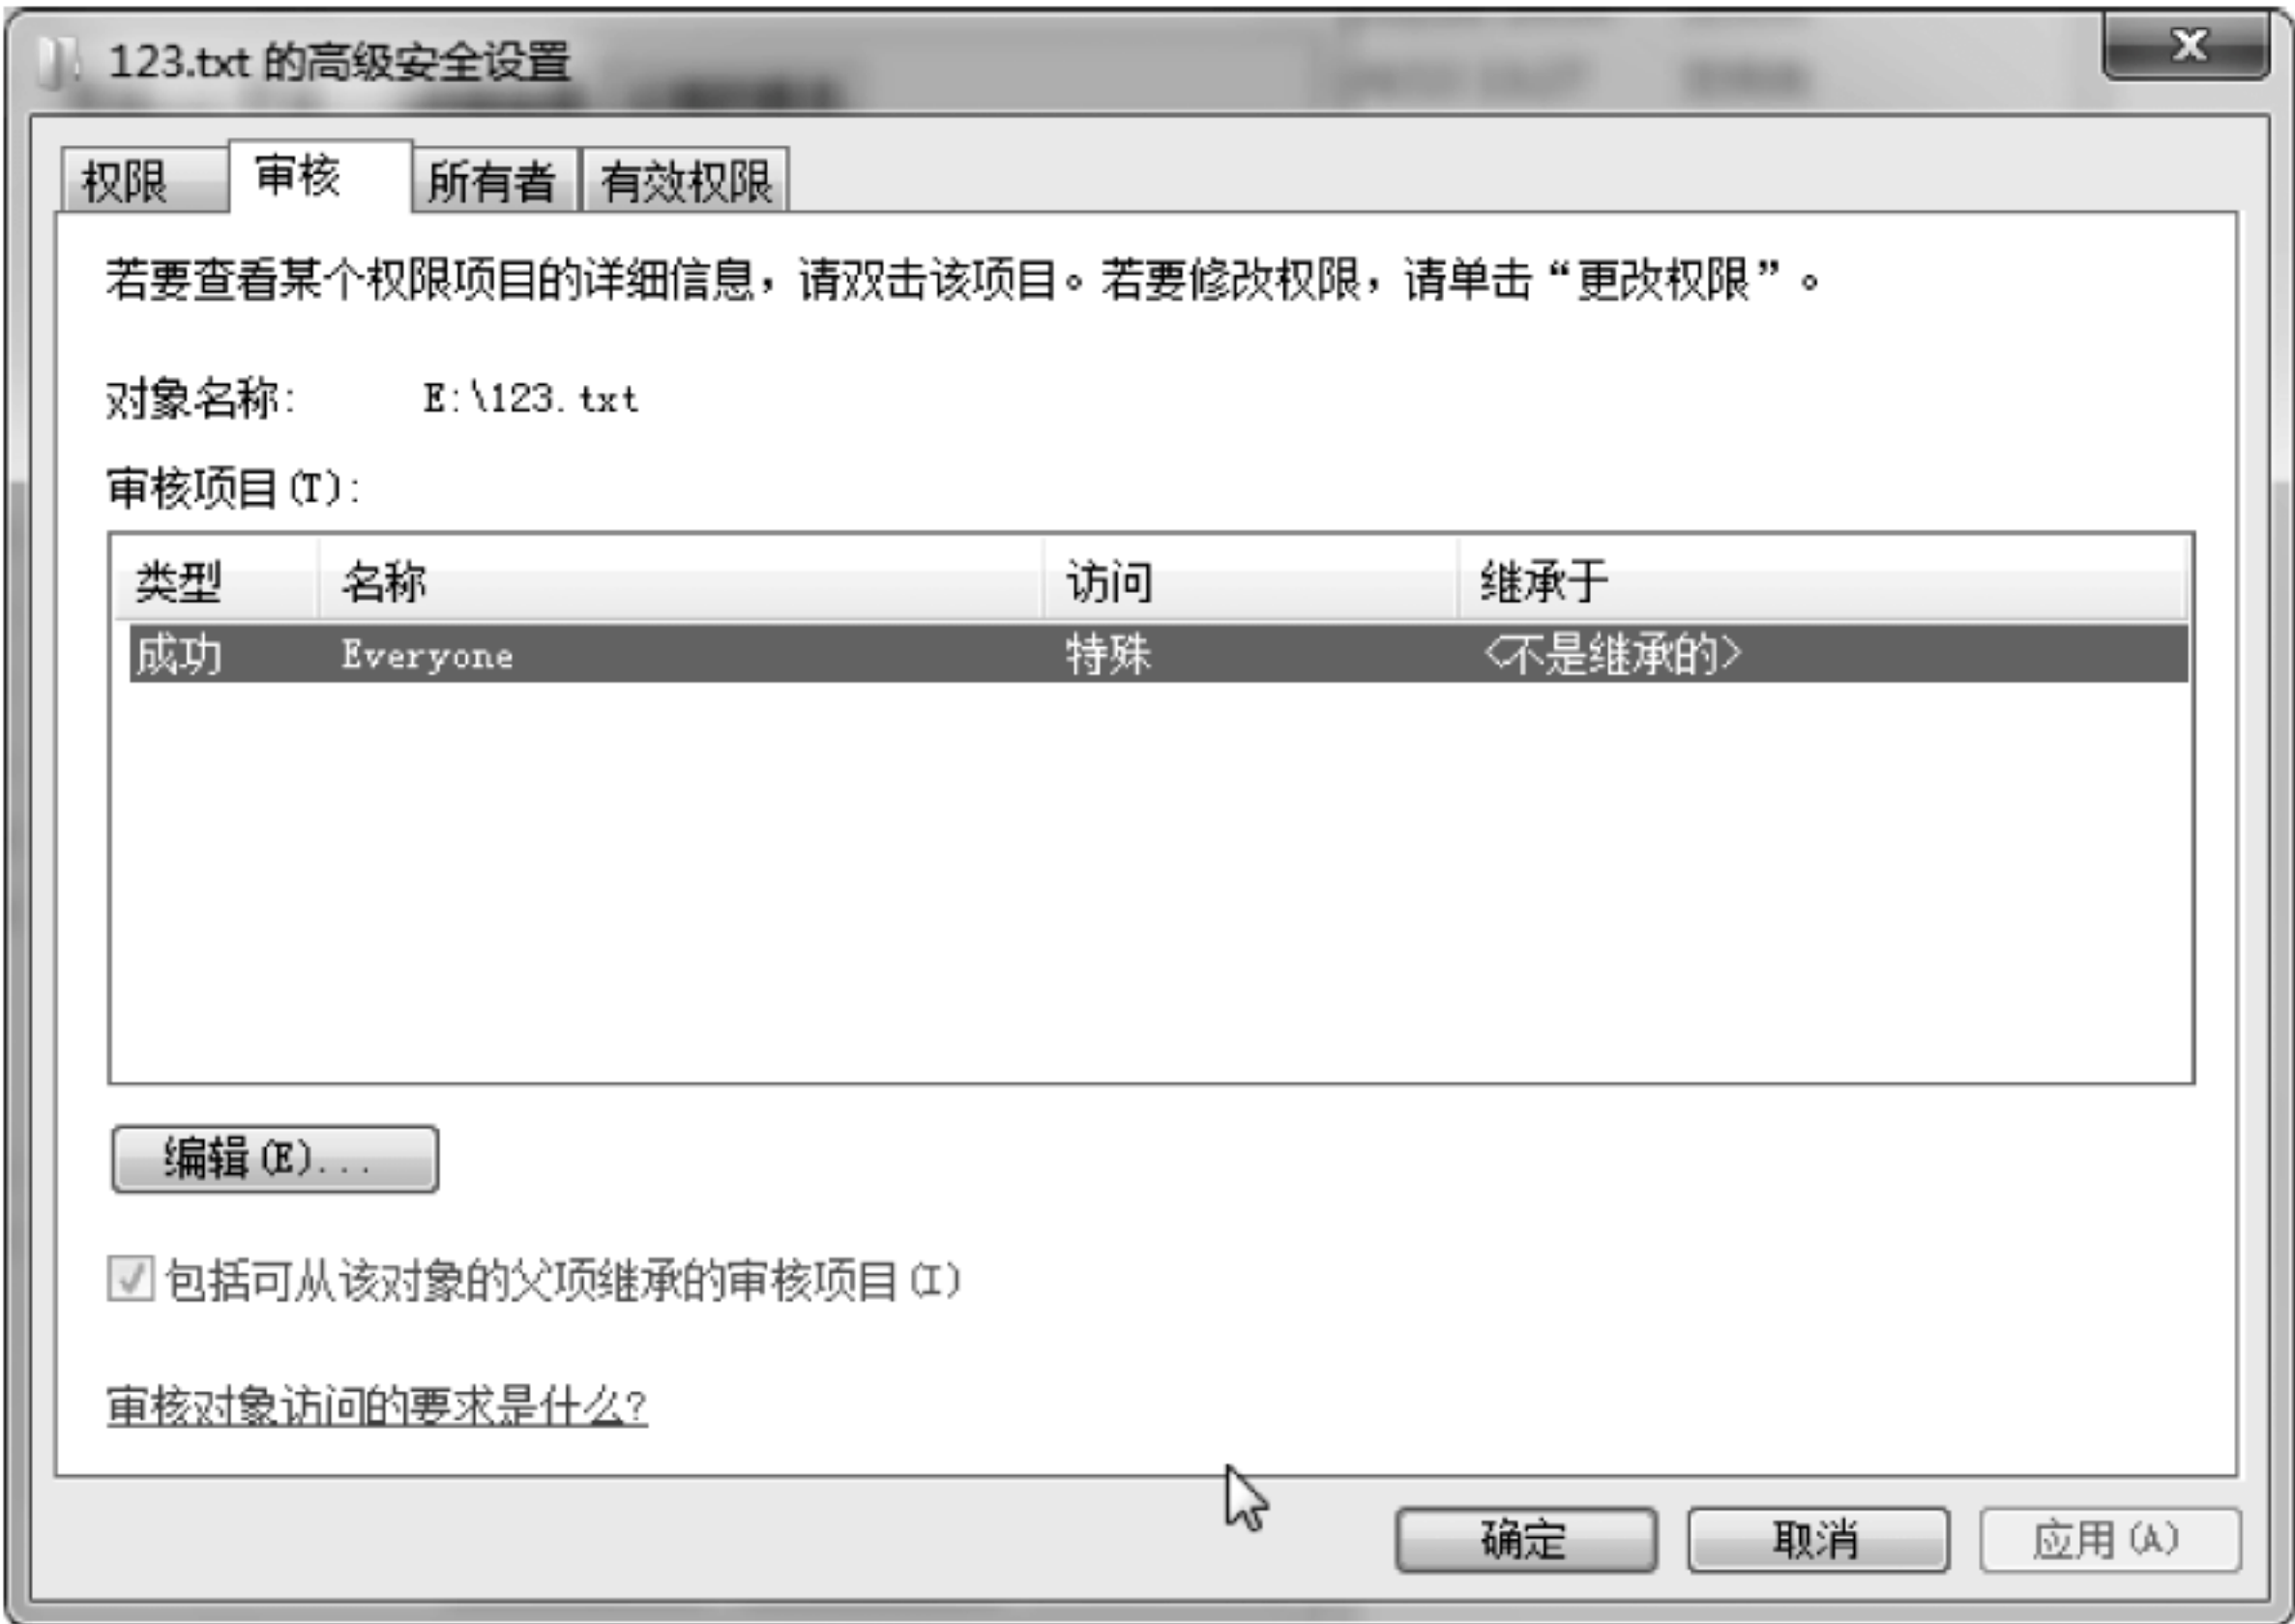 123.txt 的高级安全设置
权限 审核 所有者 有效权限
若要查看某个权限项目的详细信息，请双击该项目。若要修改权限，请单击“更改权限”。
对象名称: E:\123.txt
审核项目(T):
类型 名称 访问 继承于
成功 Everyone 特殊 <不是继承的>
编辑(E)...
包括可从该对象的父项继承的审核项目(I)
审核对象访问的要求是什么?
确定 取消 应用(A)